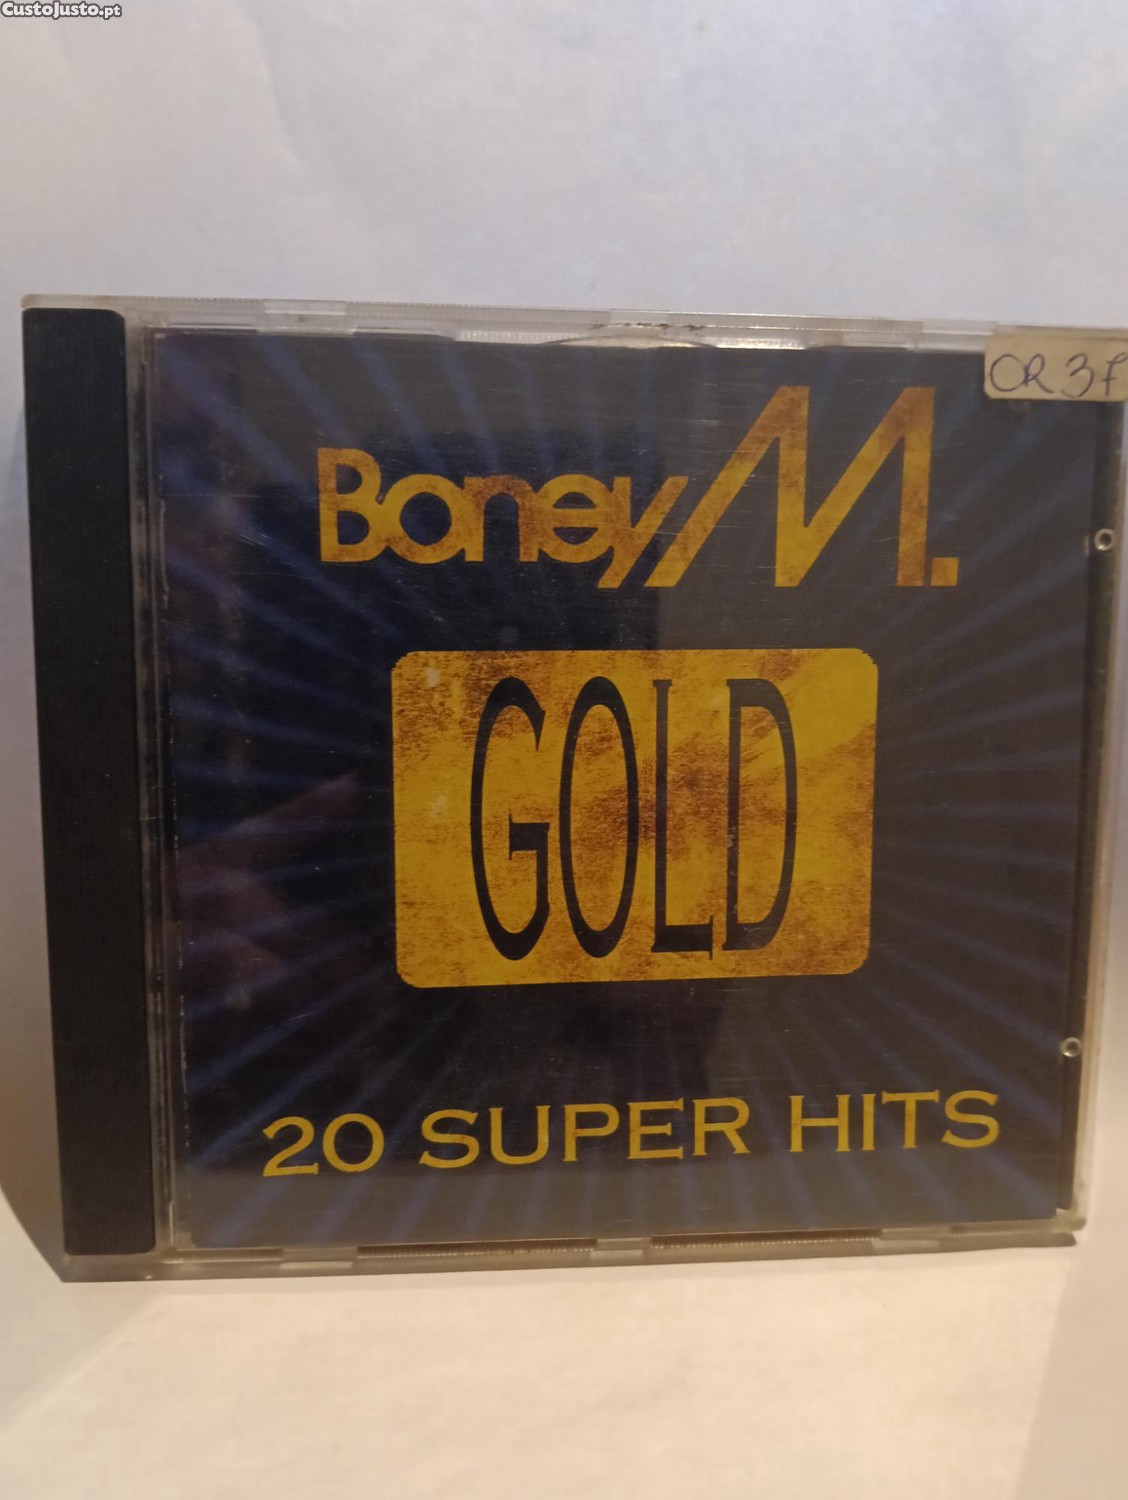 CustoJusto.pt
OR 37
Boney M.
GOLD
20 SUPER HITS